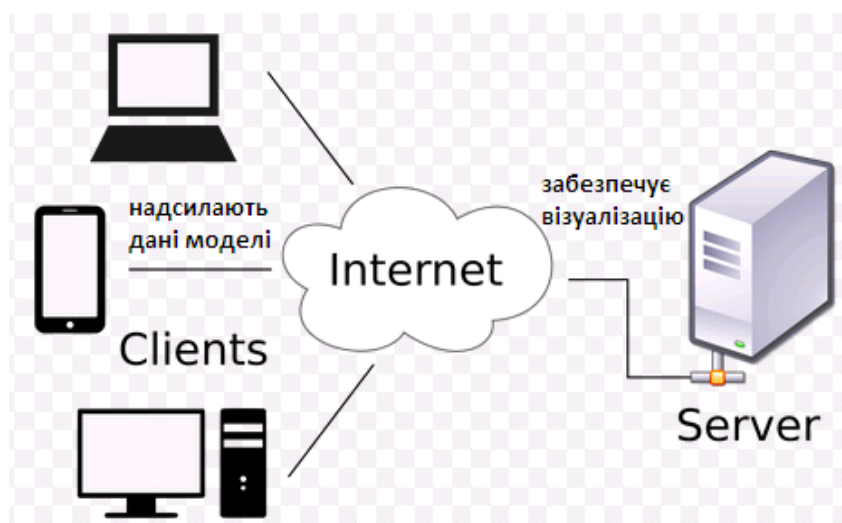 надсилають
дані моделі
Clients
Internet
забезпечує
візуалізацію
Server